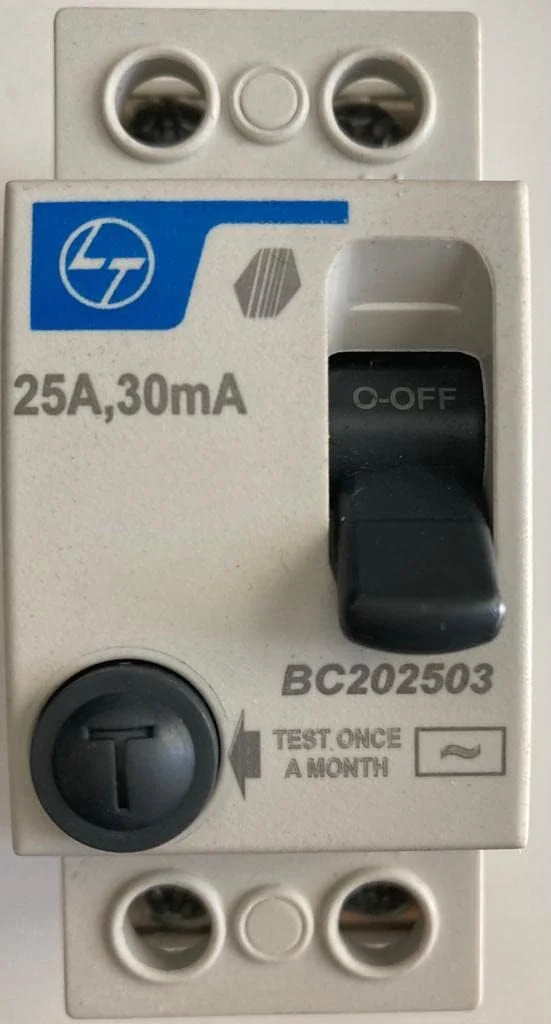 LT
25A,30mA
O-OFF
BC202503
T
TEST ONCE
A MONTH
~